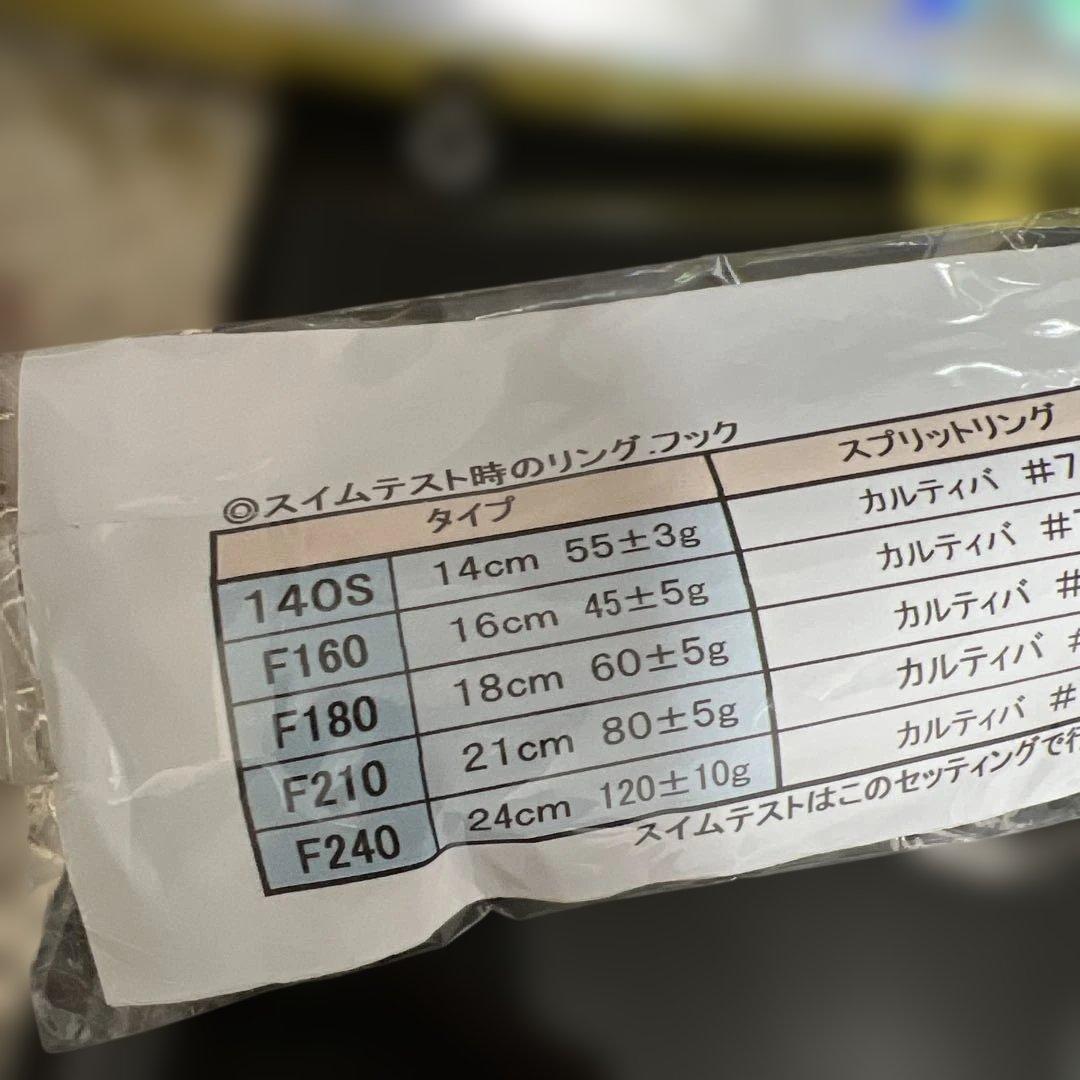 ◎スイムテスト時のリング.フック
タイプ スプリットリング
140S 14cm 55±3g カルティバ #7
F160 16cm 45±5g カルティバ #7
F180 18cm 60±5g カルティバ #
F210 21cm 80±5g カルティバ #
F240 24cm 120±10g カルティバ #
スイムテストはこのセッティングで行